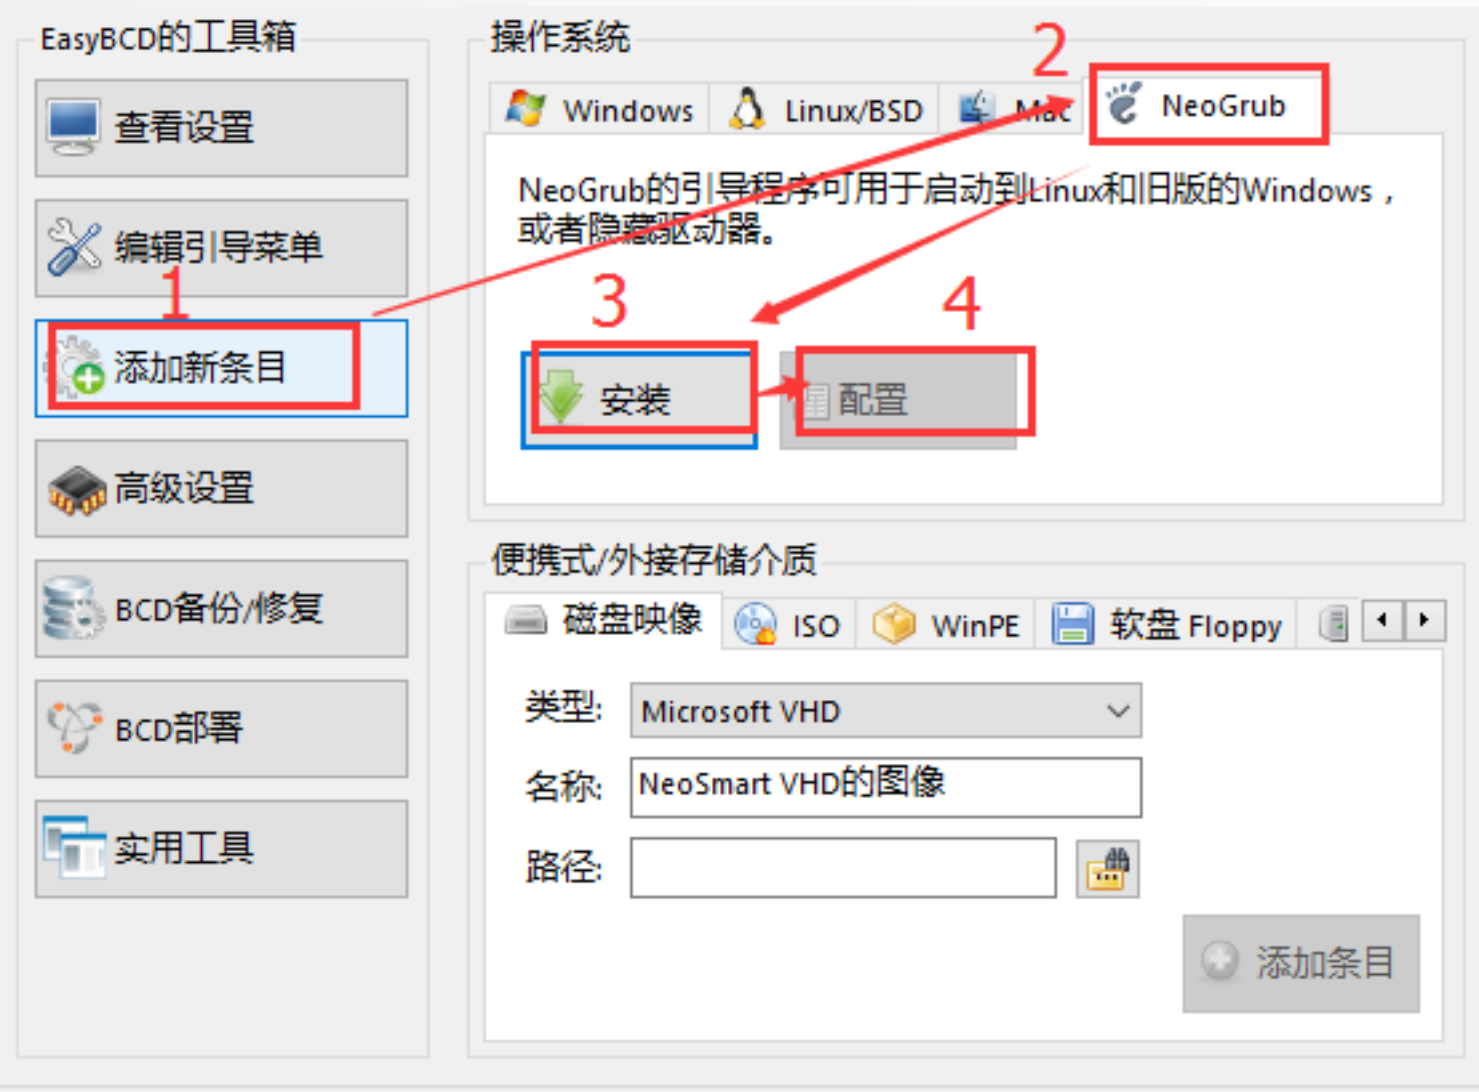 EasyBCD的工具箱
查看设置
编辑引导菜单
1
添加新条目
高级设置
BCD备份/修复
BCD部署
实用工具
操作系统
2
Windows
Linux/BSD
Mac
NeoGrub
NeoGrub的引导程序可用于启动到Linux和旧版的Windows，
或者隐藏驱动器。
3
4
安装
配置
便携式/外接存储介质
磁盘映像
ISO
WinPE
软盘 Floppy
类型:
Microsoft VHD
名称:
NeoSmart VHD的图像
路径:
添加条目